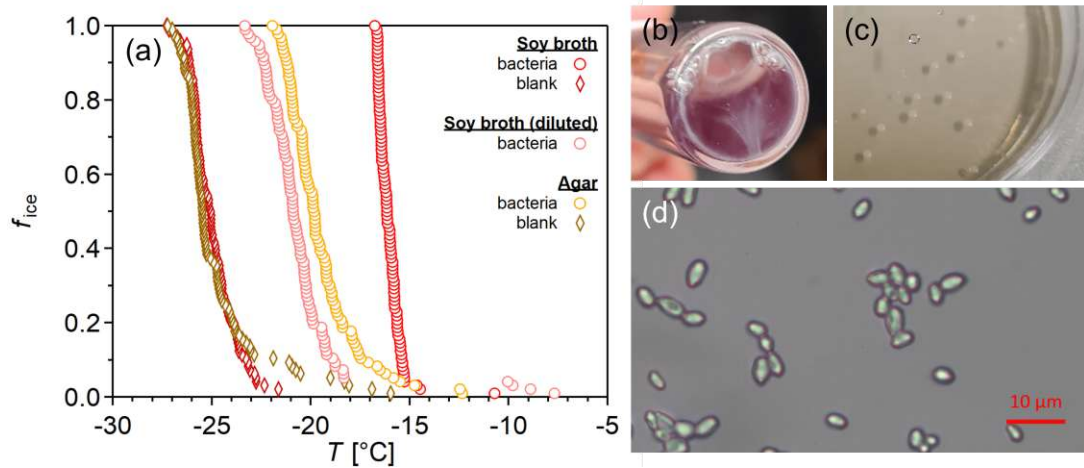 (a)
1.0
0.8
0.6
0.4
0.2
0.0
f ice
-30
-25
-20
-15
-10
-5
T [°C]
Soy broth
bacteria
blank
Soy broth (diluted)
bacteria
Agar
bacteria
blank
(b)
(c)
(d)
10 µm